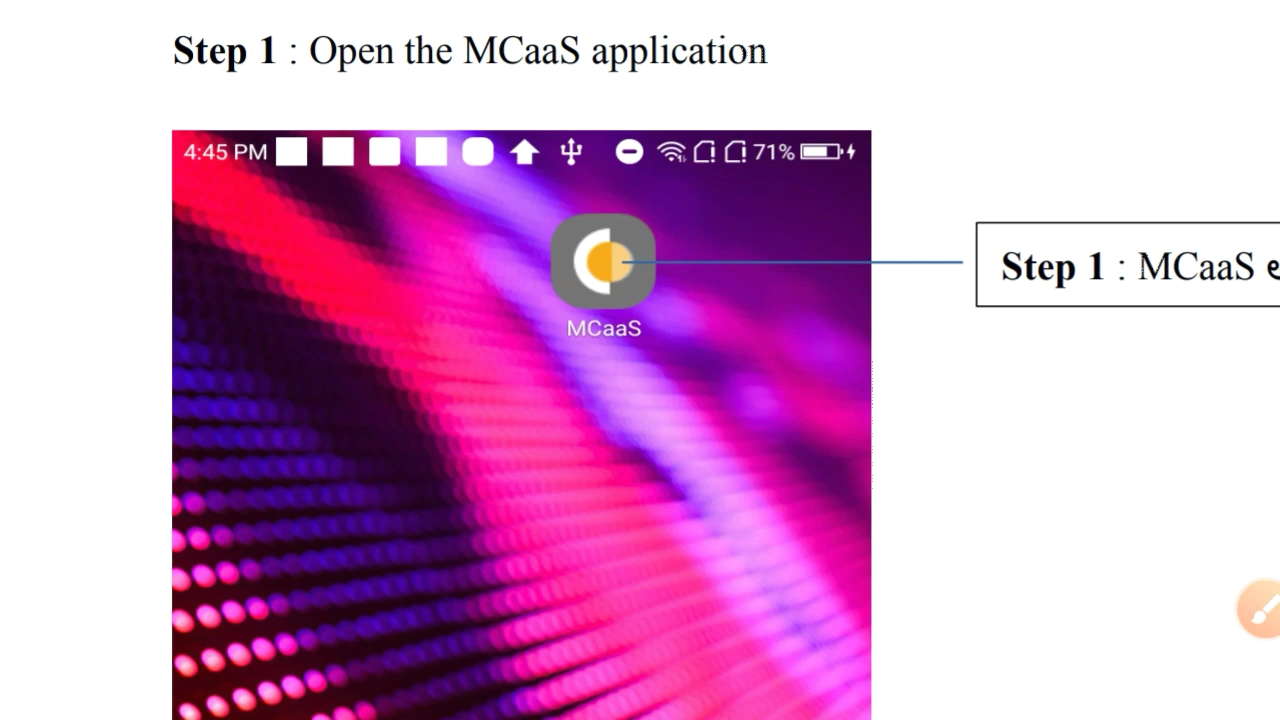 Step 1 : Open the MCaaS application
4:45 PM 71%
MCaaS
Step 1 : MCaaS